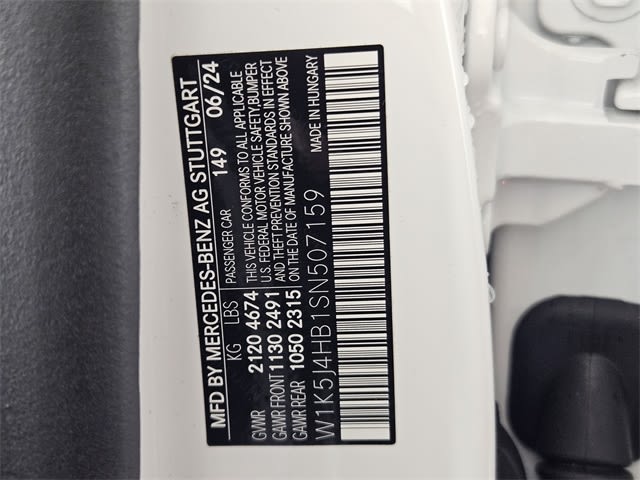 MFD BY MERCEDES-BENZ AG STUTTGART
KG LBS PASSENGER CAR 149 06/24
GVWR 2120 4674 THIS VEHICLE CONFORMS TO ALL APPLICABLE
U.S. FEDERAL MOTOR VEHICLE SAFETY, BUMPER
GAWR FRONT 1130 2491 AND THEFT PREVENTION STANDARDS IN EFFECT
GAWR REAR 1050 2315 ON THE DATE OF MANUFACTURE SHOWN ABOVE
MADE IN HUNGARY
W1K5J4HB1SN507159